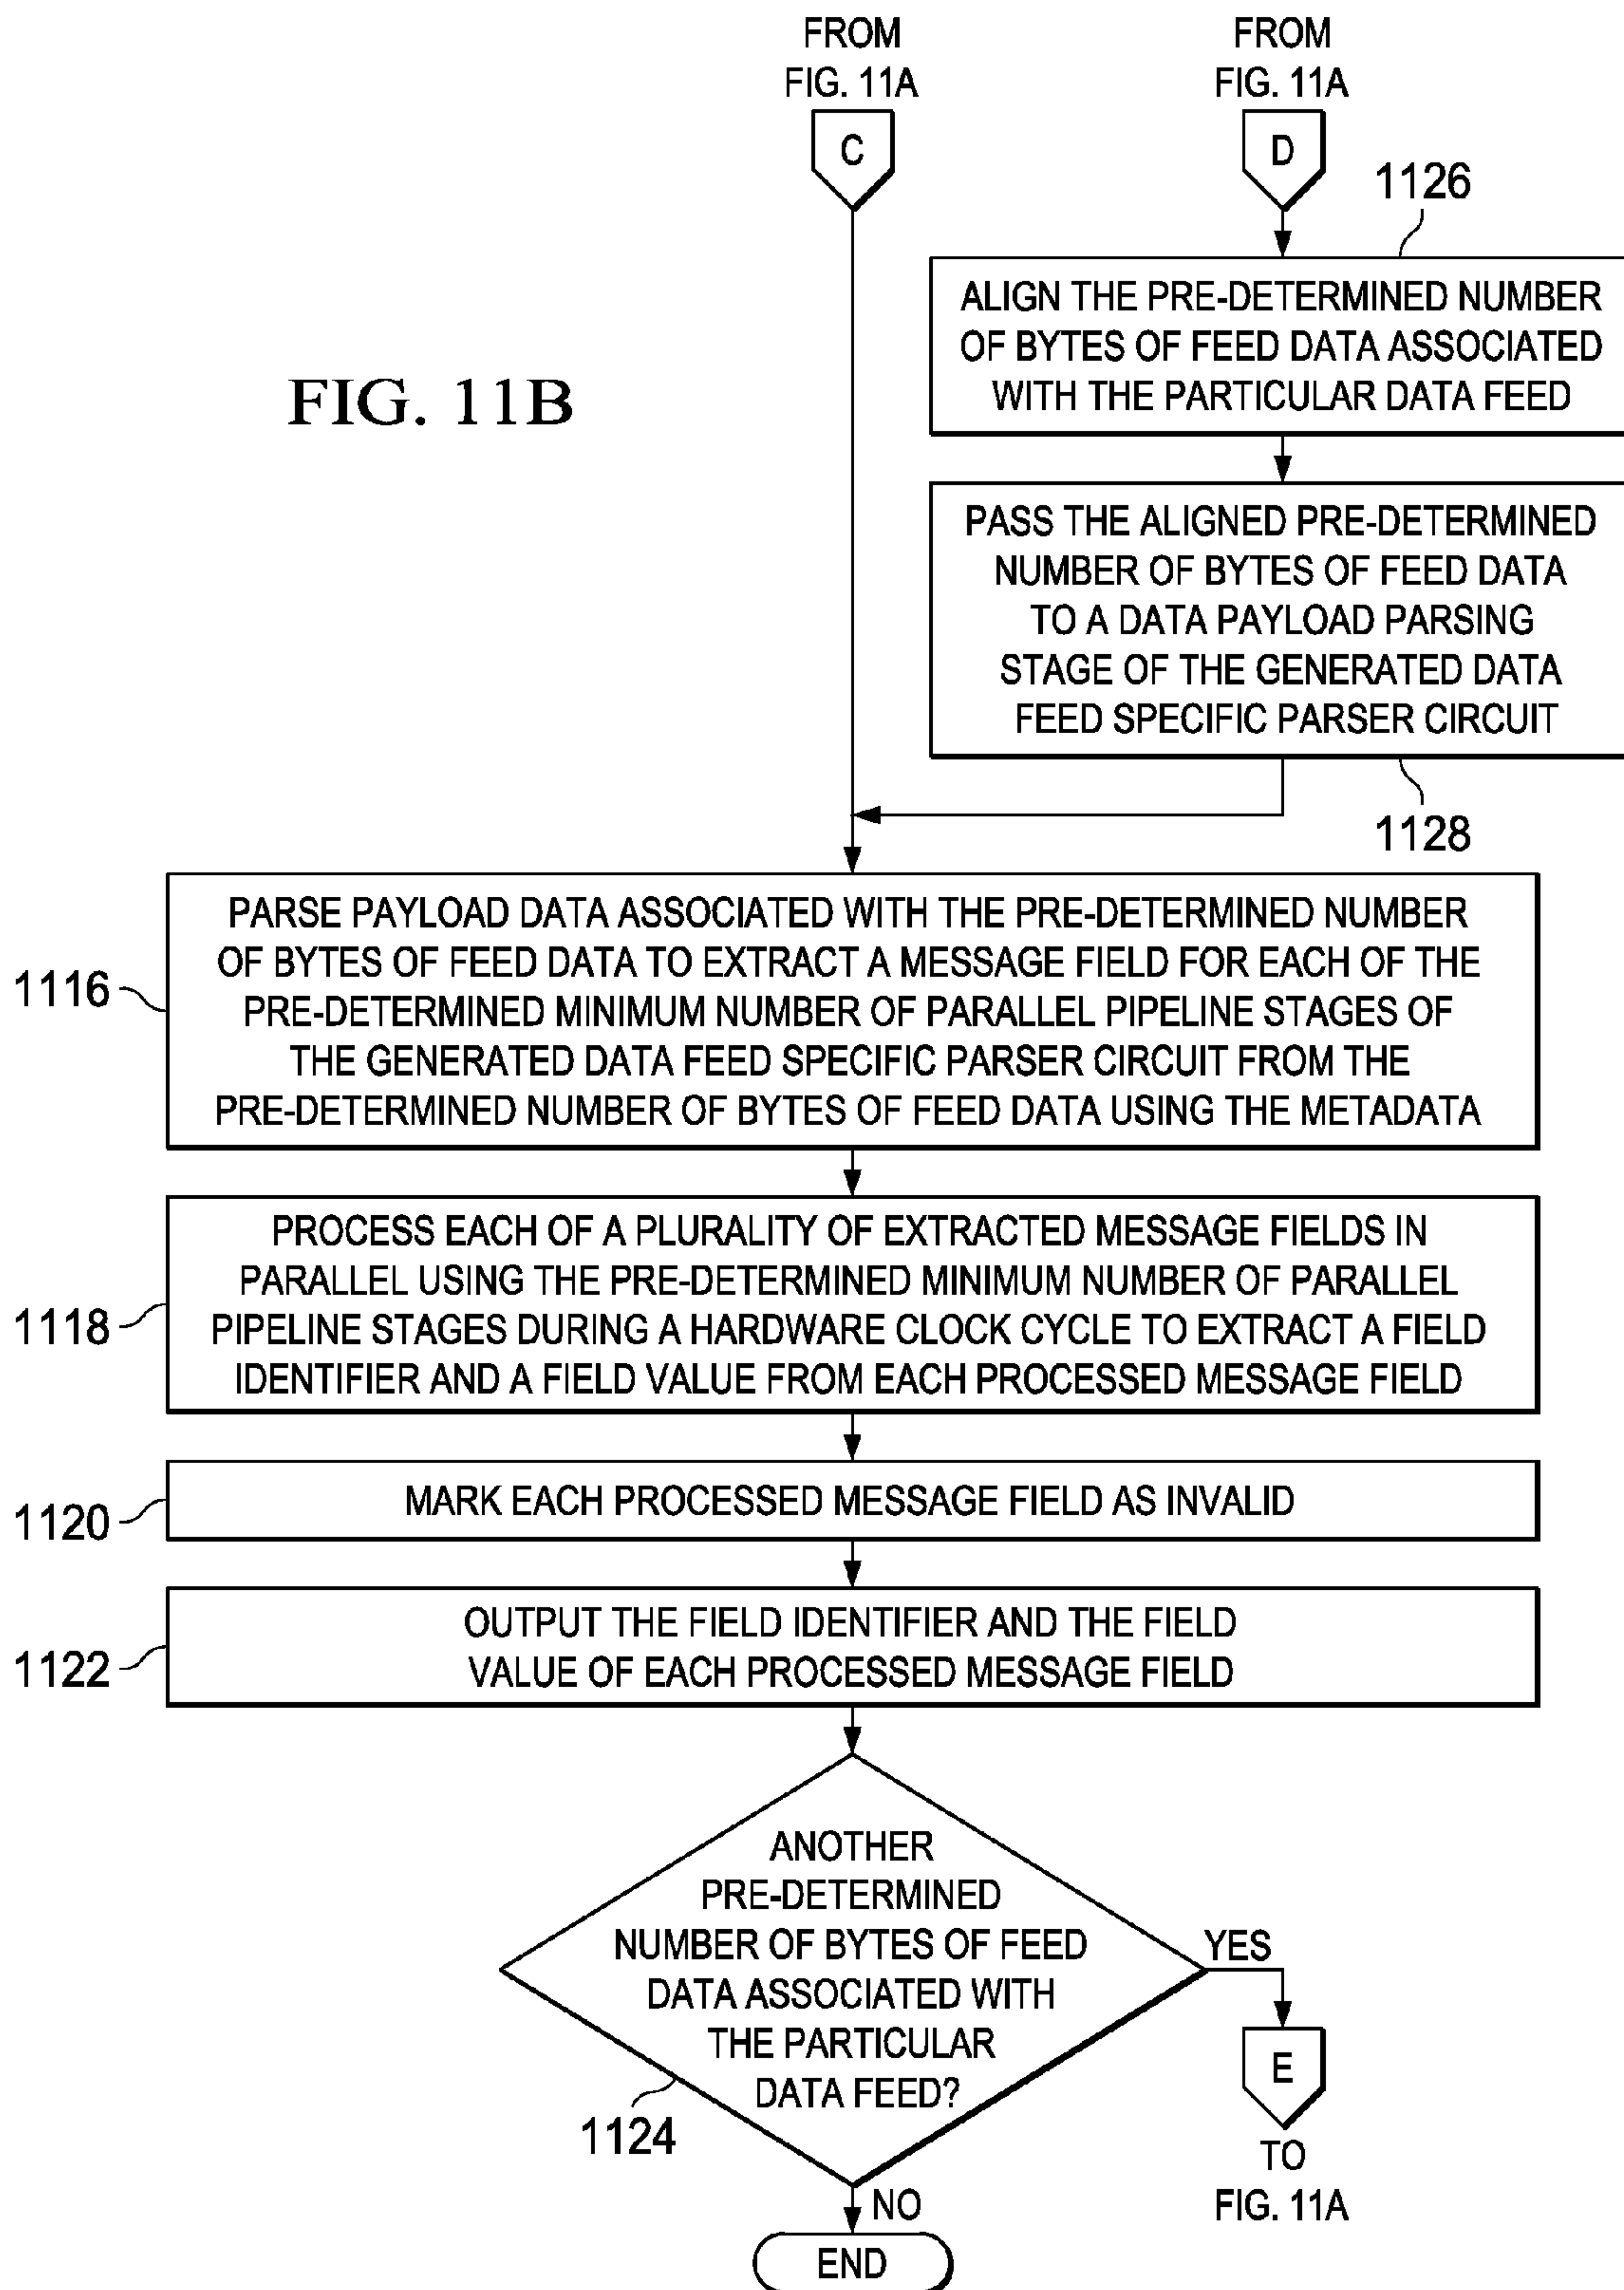 FROM
FIG. 11A
C
FROM
FIG. 11A
D
1126
ALIGN THE PRE-DETERMINED NUMBER
OF BYTES OF FEED DATA ASSOCIATED
WITH THE PARTICULAR DATA FEED
FIG. 11B
PASS THE ALIGNED PRE-DETERMINED
NUMBER OF BYTES OF FEED DATA
TO A DATA PAYLOAD PARSING
STAGE OF THE GENERATED DATA
FEED SPECIFIC PARSER CIRCUIT
1128
PARSE PAYLOAD DATA ASSOCIATED WITH THE PRE-DETERMINED NUMBER
OF BYTES OF FEED DATA TO EXTRACT A MESSAGE FIELD FOR EACH OF THE
PRE-DETERMINED MINIMUM NUMBER OF PARALLEL PIPELINE STAGES OF
THE GENERATED DATA FEED SPECIFIC PARSER CIRCUIT FROM THE
PRE-DETERMINED NUMBER OF BYTES OF FEED DATA USING THE METADATA
1116
PROCESS EACH OF A PLURALITY OF EXTRACTED MESSAGE FIELDS IN
PARALLEL USING THE PRE-DETERMINED MINIMUM NUMBER OF PARALLEL
PIPELINE STAGES DURING A HARDWARE CLOCK CYCLE TO EXTRACT A FIELD
IDENTIFIER AND A FIELD VALUE FROM EACH PROCESSED MESSAGE FIELD
1118
MARK EACH PROCESSED MESSAGE FIELD AS INVALID
1120
OUTPUT THE FIELD IDENTIFIER AND THE FIELD
VALUE OF EACH PROCESSED MESSAGE FIELD
1122
ANOTHER
PRE-DETERMINED
NUMBER OF BYTES OF FEED
DATA ASSOCIATED WITH
THE PARTICULAR
DATA FEED?
1124
YES
E
TO
FIG. 11A
NO
END